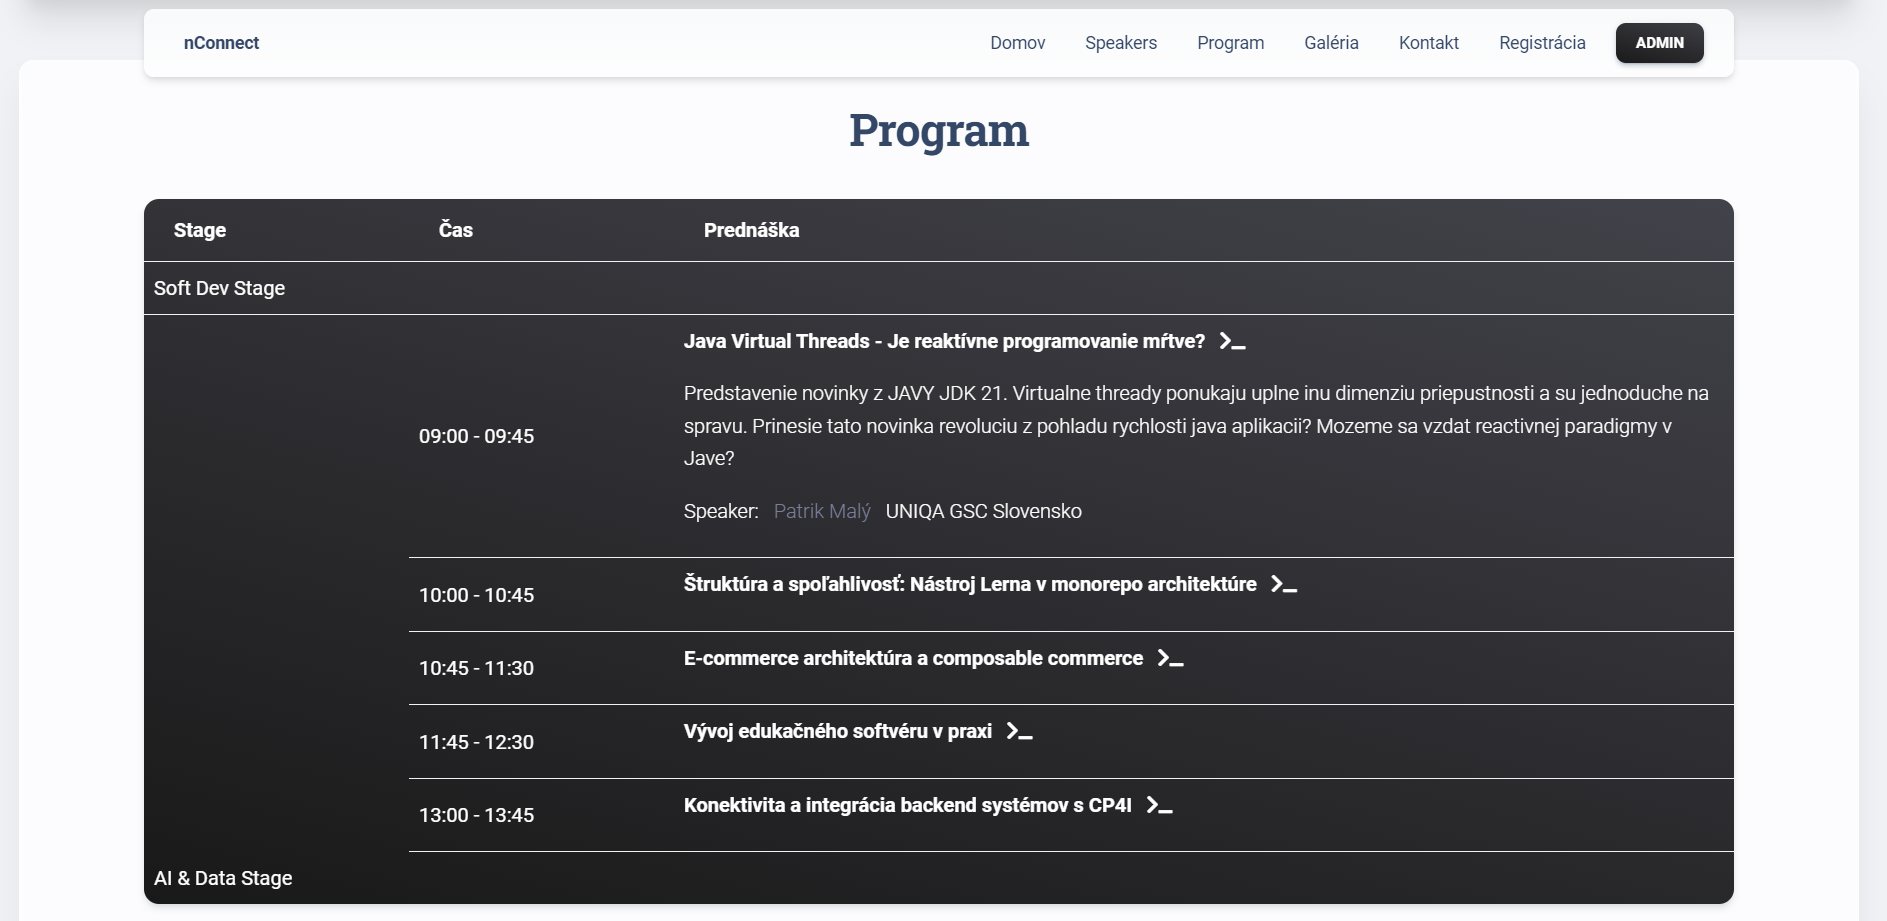 nConnect
Domov Speakers Program Galéria Kontakt Registrácia ADMIN
Program
Stage Čas Prednáška
Soft Dev Stage
Java Virtual Threads - Je reaktívne programovanie mŕtve?
09:00 - 09:45
Predstavenie novinky z JAVY JDK 21. Virtualne thready ponukaju uplne inu dimenziu priepustnosti a su jednoduche na
spravu. Prinesie tato novinka revoluciu z pohladu rychlosti java aplikacii? Mozeme sa vzdat reactivnej paradigmy v
Jave?
Speaker: Patrik Malý UNIQA GSC Slovensko
10:00 - 10:45 Štruktúra a spoľahlivosť: Nástroj Lerna v monorepo architektúre
10:45 - 11:30 E-commerce architektúra a composable commerce
11:45 - 12:30 Vývoj edukačného softvéru v praxi
13:00 - 13:45 Konektivita a integrácia backend systémov s CP4I
AI & Data Stage